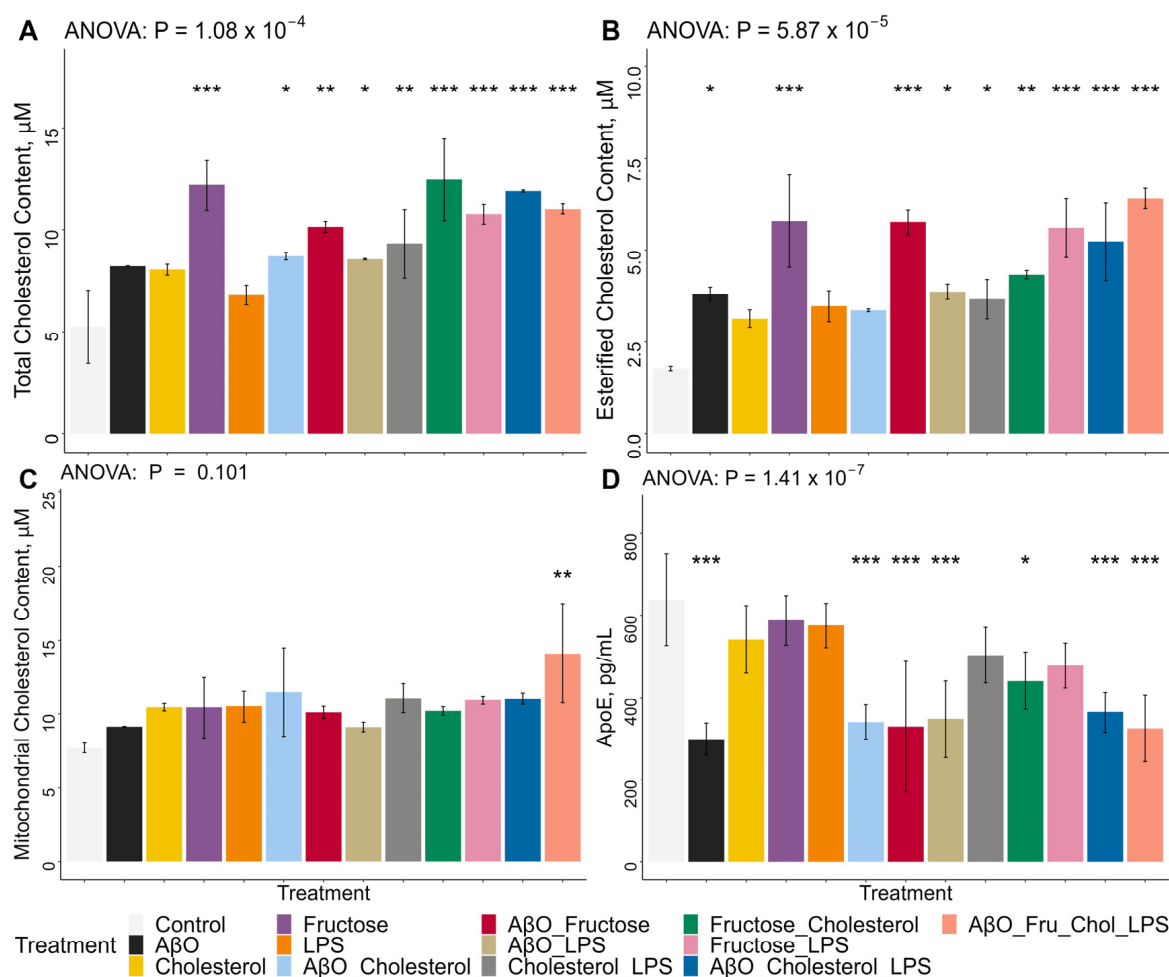 A ANOVA: P = 1.08 x 10⁻⁴
Total Cholesterol Content, µM
0
5
10
15
*** * ** * ** *** *** *** ***
B ANOVA: P = 5.87 x 10⁻⁵
Esterified Cholesterol Content, µM
0.0
2.5
5.0
7.5
10.0
* *** *** * * ** *** *** ***
C ANOVA: P = 0.101
Mitochondrial Cholesterol Content, µM
0
5
10
15
20
25
**
Treatment
D ANOVA: P = 1.41 x 10⁻⁷
ApoE, pg/mL
0
200
400
600
800
*** *** *** *** * *** ***
Treatment
Treatment
Control
AβO
Cholesterol
Fructose
LPS
AβO_Cholesterol
AβO_Fructose
AβO_LPS
Cholesterol_LPS
Fructose_Cholesterol
Fructose_LPS
AβO_Cholesterol_LPS
AβO_Fru_Chol_LPS